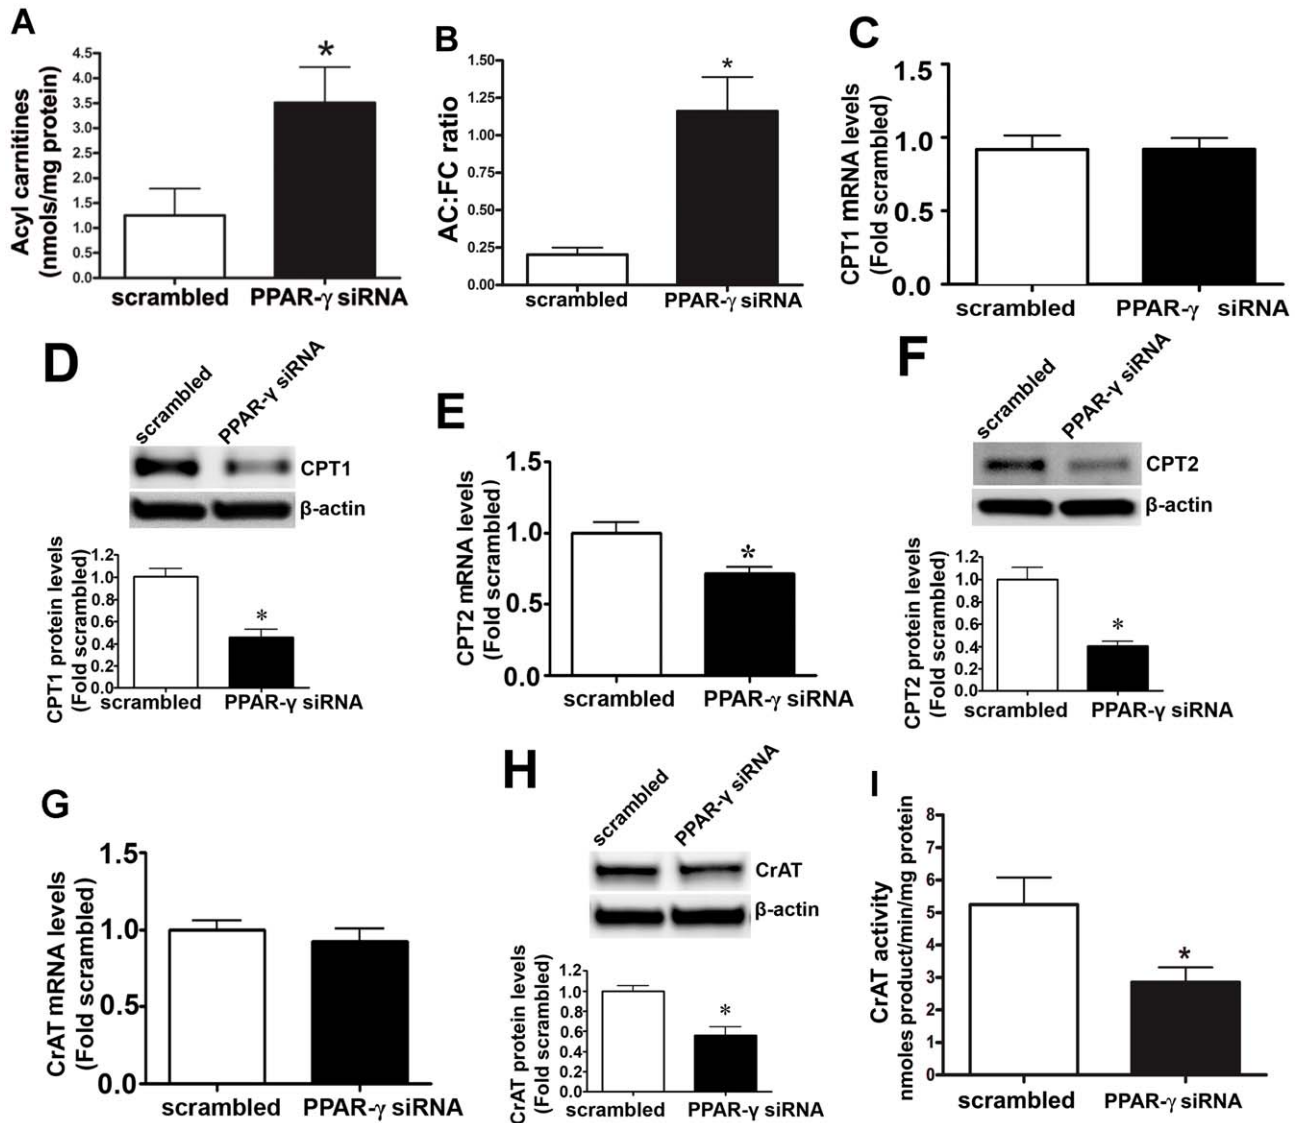 A
Acyl carnitines
(nmols/mg protein)
4.5
4.0
3.5
3.0
2.5
2.0
1.5
1.0
0.5
0.0
*
scrambled PPAR-γ siRNA
B
AC:FC ratio
1.50
1.25
1.00
0.75
0.50
0.25
0.00
*
scrambled PPAR-γ siRNA
C
CPT1 mRNA levels
(Fold scrambled)
1.5
1.0
0.5
0.0
scrambled PPAR-γ siRNA
D
scrambled
PPAR-γ siRNA
CPT1
β-actin
CPT1 protein levels
(Fold scrambled)
1.2
1.0
0.8
0.6
0.4
0.2
0.0
*
scrambled PPAR-γ siRNA
E
CPT2 mRNA levels
(Fold scrambled)
1.5
1.0
0.5
0.0
*
scrambled PPAR-γ siRNA
F
scrambled
PPAR-γ siRNA
CPT2
β-actin
CPT2 protein levels
(Fold scrambled)
1.2
1.0
0.8
0.6
0.4
0.2
0.0
*
scrambled PPAR-γ siRNA
G
CrAT mRNA levels
(Fold scrambled)
1.5
1.0
0.5
0.0
scrambled PPAR-γ siRNA
H
scrambled
PPAR-γ siRNA
CrAT
β-actin
CrAT protein levels
(Fold scrambled)
1.2
1.0
0.8
0.6
0.4
0.2
0.0
*
scrambled PPAR-γ siRNA
I
CrAT activity
nmoles product/min/mg protein
8
7
6
5
4
3
2
1
0
*
scrambled PPAR-γ siRNA